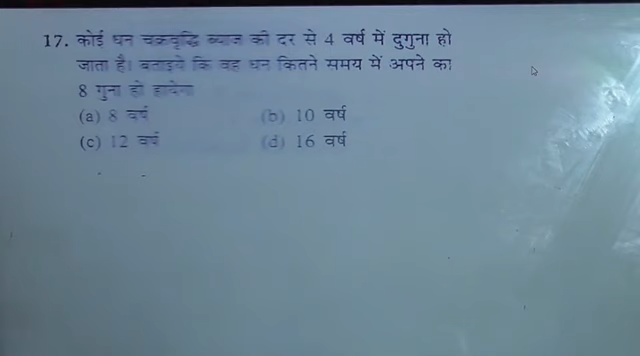 17. कोई धन चक्रवृद्धि ब्याज की दर से 4 वर्ष में दुगुना हो
जाता है। बताइये कि वह धन कितने समय में अपने का
8 गुना हो जायेगा
(a) 8 वर्ष (b) 10 वर्ष
(c) 12 वर्ष (d) 16 वर्ष